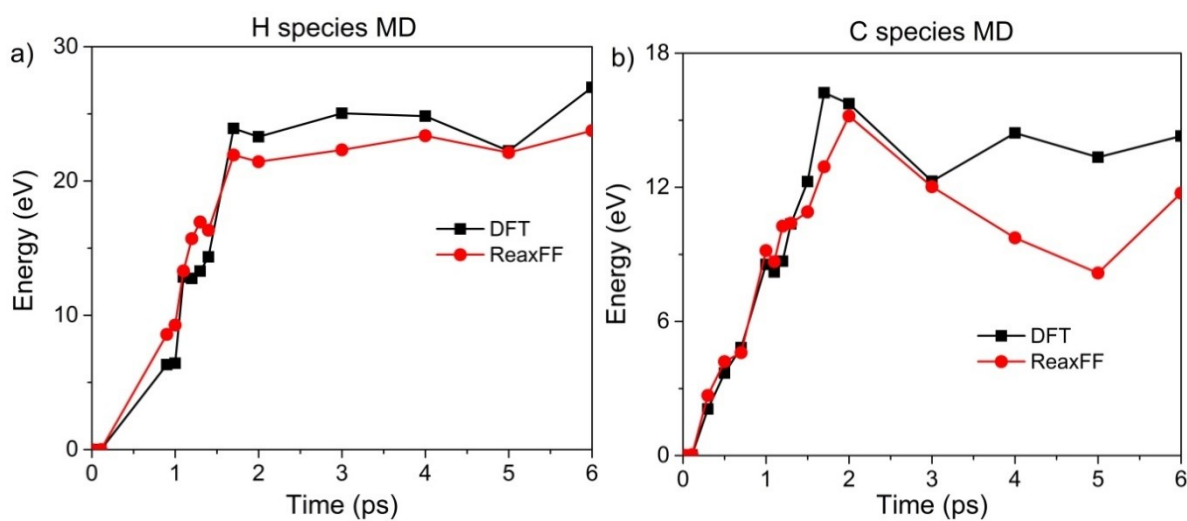 a)
H species MD
30
20
10
0
Energy (eV)
DFT
ReaxFF
0 1 2 3 4 5 6
Time (ps)
b)
C species MD
18
12
6
0
Energy (eV)
DFT
ReaxFF
0 1 2 3 4 5 6
Time (ps)